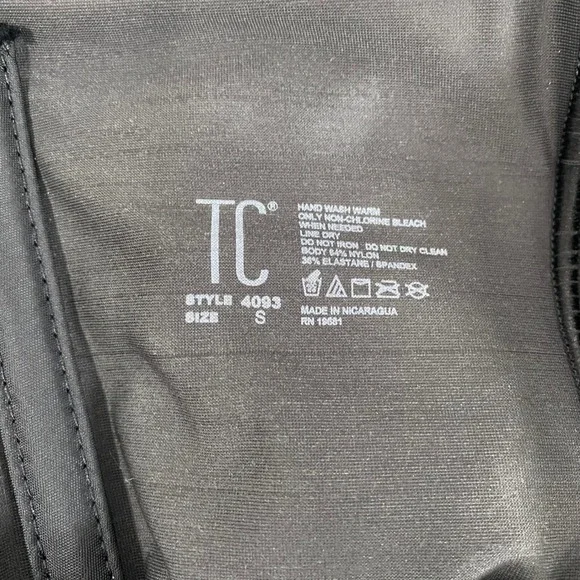 TC®
STYLE 4093
SIZE S
HAND WASH WARM
ONLY NON-CHLORINE BLEACH
WHEN NEEDED
LINE DRY
DO NOT IRON DO NOT DRY CLEAN
BODY 64% NYLON
36% ELASTANE / SPANDEX
MADE IN NICARAGUA
RN 19581